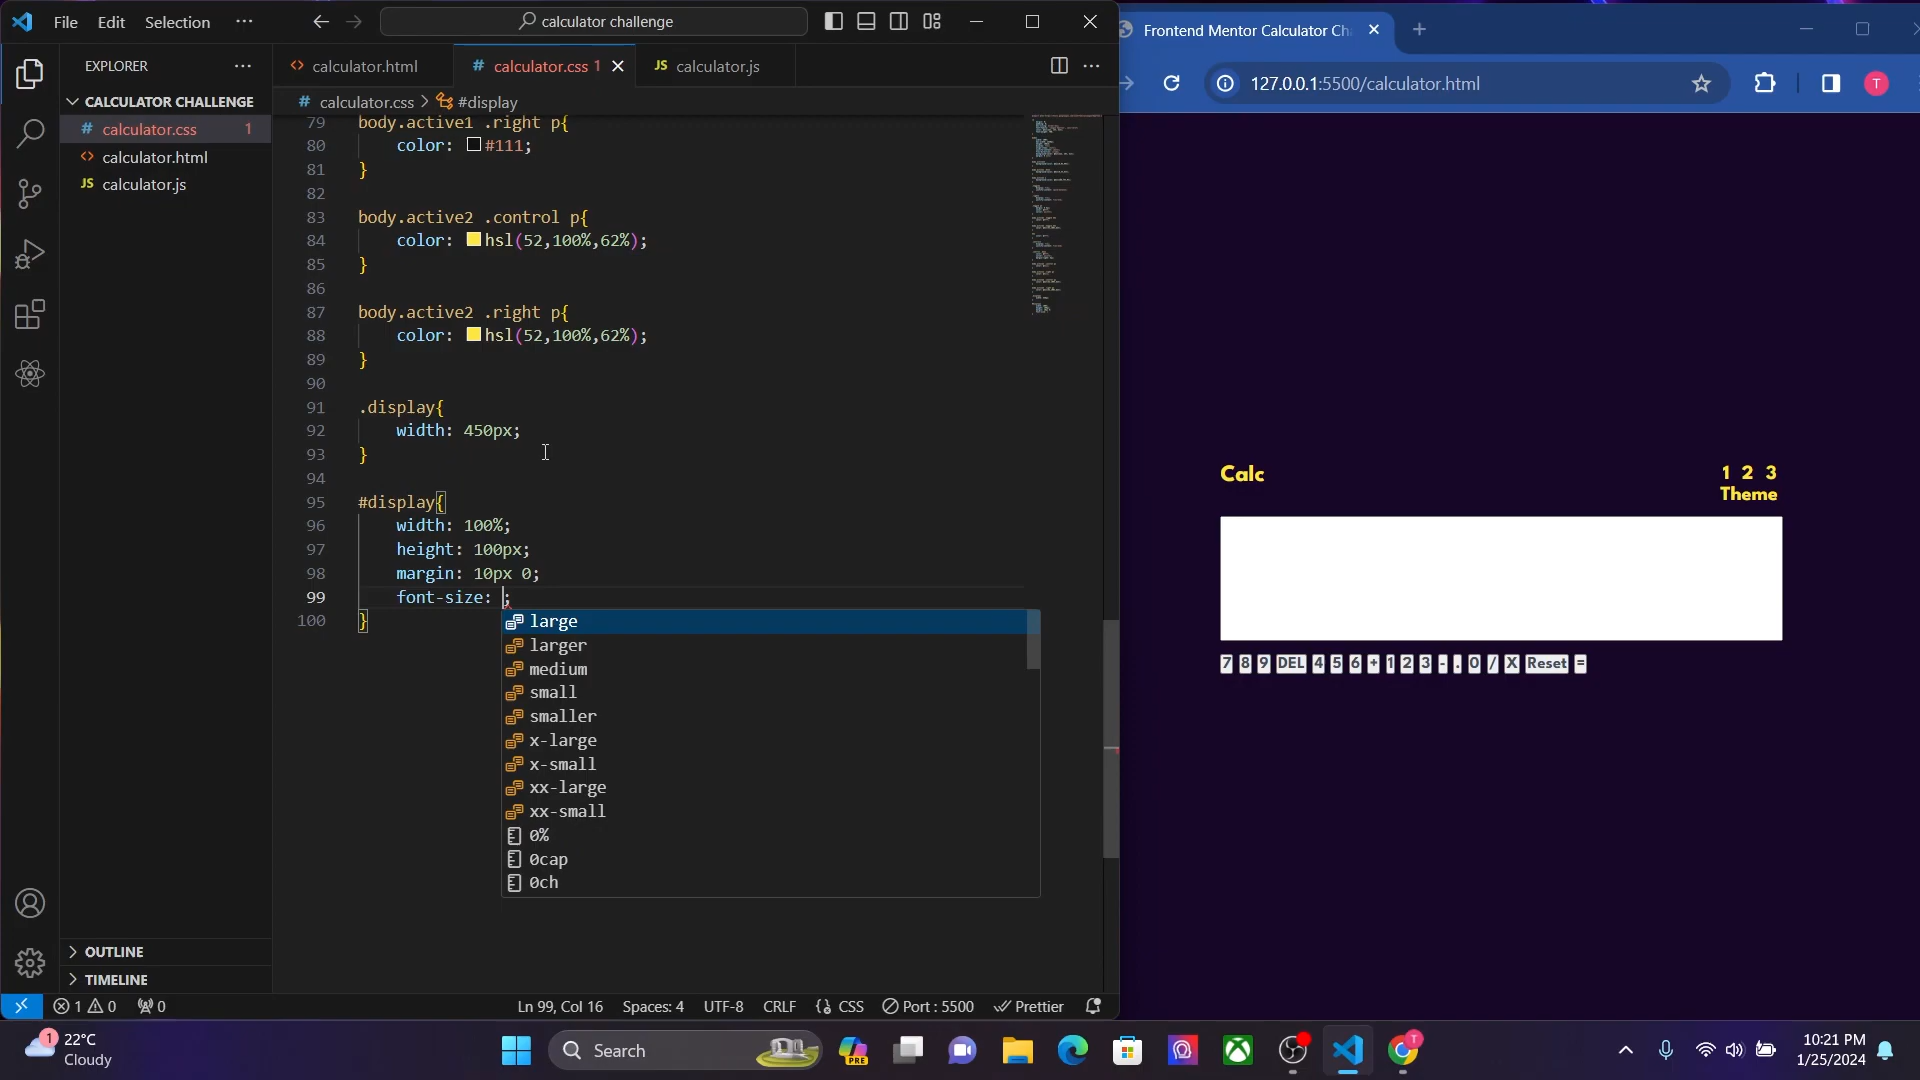 File Edit Selection ···
calculator challenge
EXPLORER ···
CALCULATOR CHALLENGE
# calculator.css 1
<> calculator.html
JS calculator.js
OUTLINE
TIMELINE
<> calculator.html
# calculator.css 1
JS calculator.js
# calculator.css > #display
79 body.active1 .right p{
80 color: #111;
81 }
82
83 body.active2 .control p{
84 color: hsl(52,100%,62%);
85 }
86
87 body.active2 .right p{
88 color: hsl(52,100%,62%);
89 }
90
91 .display{
92 width: 450px;
93 }
94
95 #display{
96 width: 100%;
97 height: 100px;
98 margin: 10px 0;
99 font-size: ;
100 }
large
larger
medium
small
smaller
x-large
x-small
xx-large
xx-small
0%
0cap
0ch
1 0 0
Ln 99, Col 16 Spaces: 4 UTF-8 CRLF {} CSS Port : 5500 Prettier
Frontend Mentor Calculator Ch
127.0.0.1:5500/calculator.html
T
Calc
1 2 3
Theme
7 8 9 DEL 4 5 6 + 1 2 3 - . 0 / X Reset =
1
22°C
Cloudy
Search
PRE
T
10:21 PM
1/25/2024